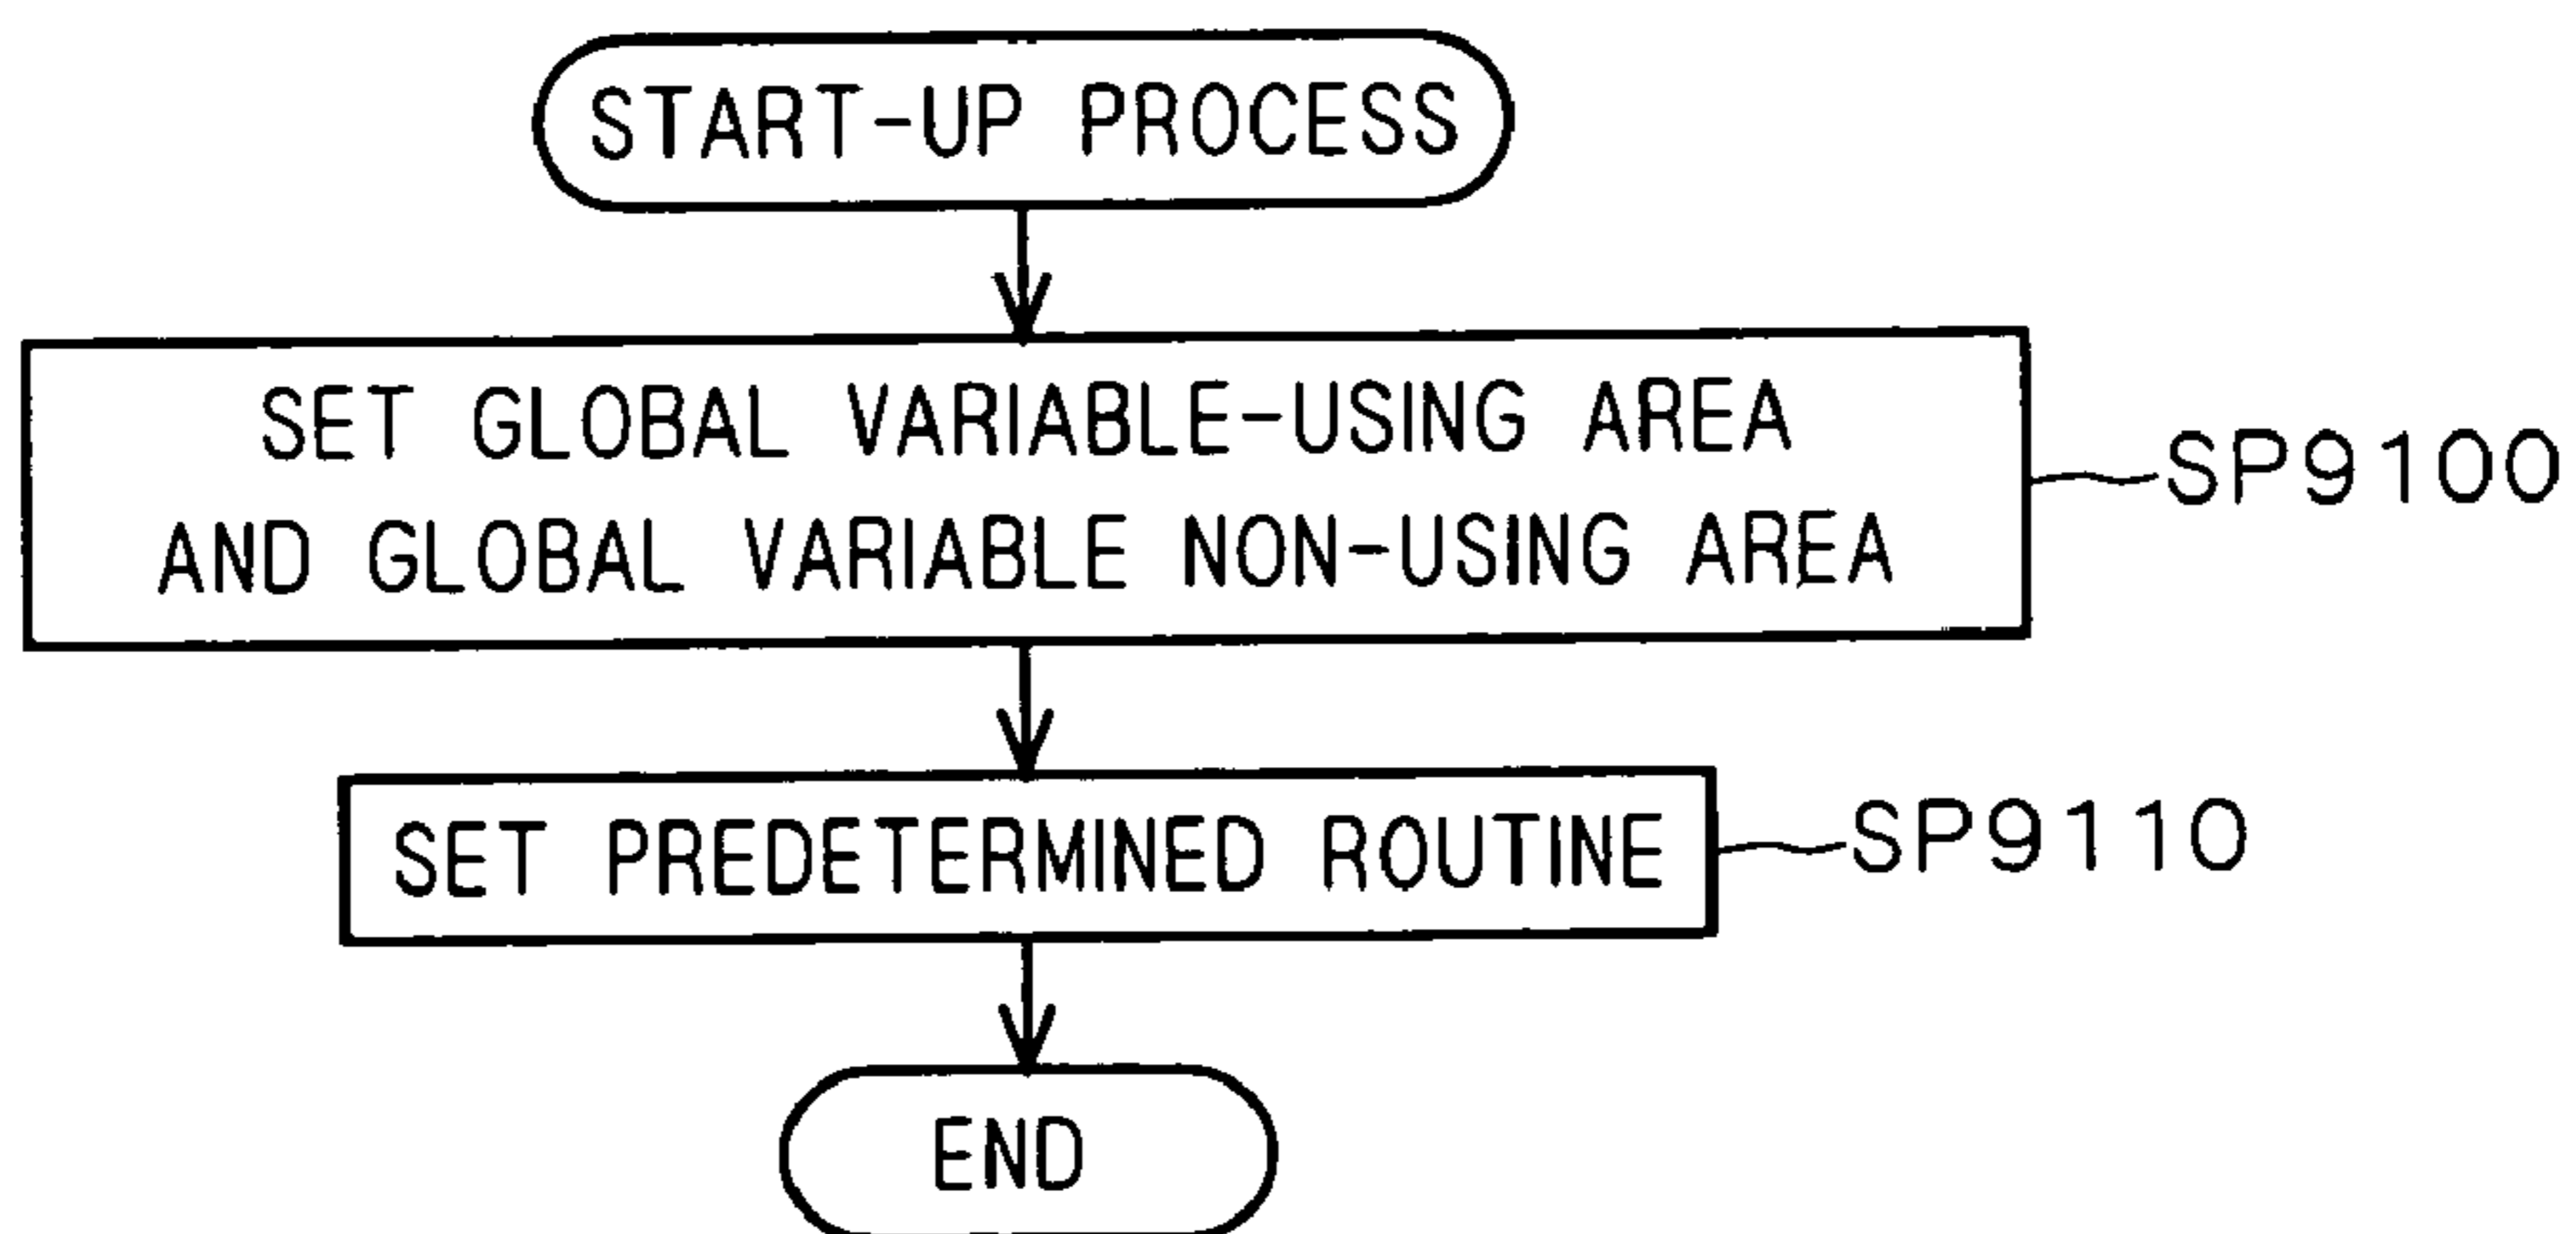 START-UP PROCESS
SET GLOBAL VARIABLE-USING AREA
AND GLOBAL VARIABLE NON-USING AREA
SP9100
SET PREDETERMINED ROUTINE
SP9110
END